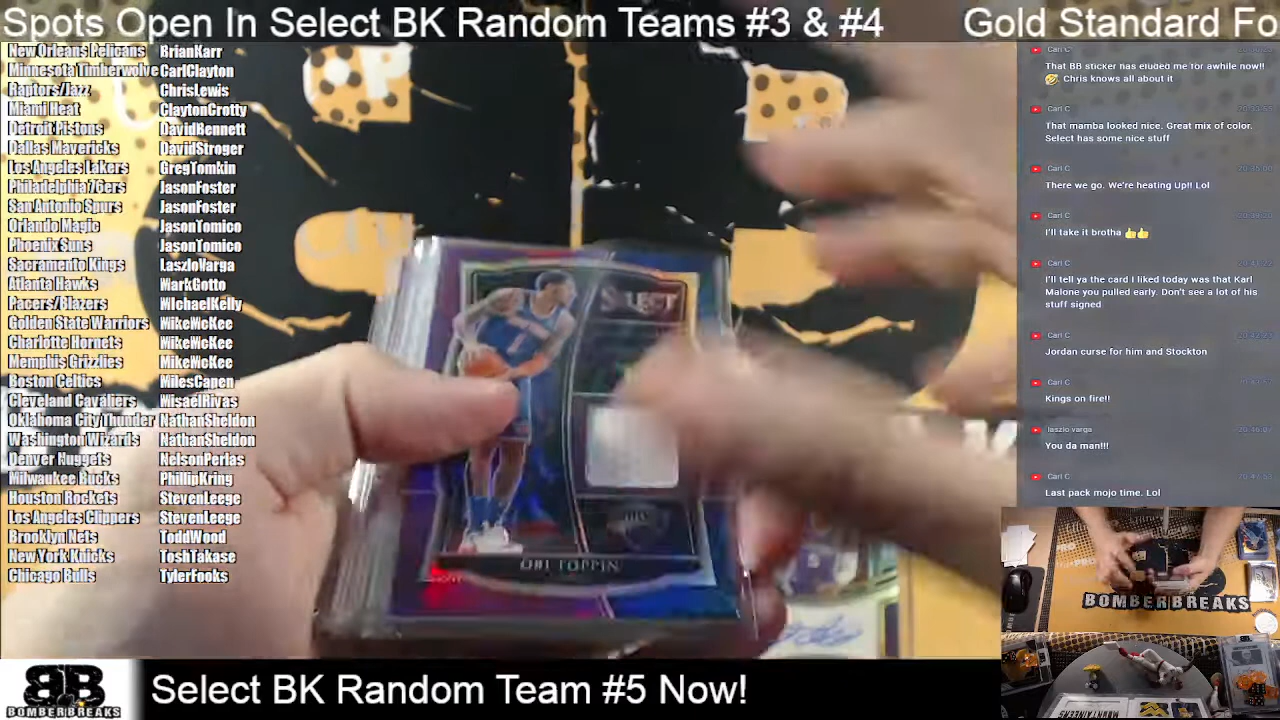 Spots Open In Select BK Random Teams #3 & #4 Gold Standard Fo
New Orleans Pelicans BrianKarr
Minnesota Timberwolve CarlClayton
Raptors/Jazz ChrisLewis
Miami Heat ClaytonCrotty
Detroit Pistons DavidBennett
Dallas Mavericks DavidStroger
Los Angeles Lakers GregTomkin
Philadelphia 76ers JasonFoster
San Antonio Spurs JasonFoster
Orlando Magic JasonTomico
Phoenix Suns JasonTomico
Sacramento Kings LaszloVarga
Atlanta Hawks MarkGotto
Pacers/Blazers MichaelKelly
Golden State Warriors MikeMcKee
Charlotte Hornets MikeMcKee
Memphis Grizzlies MikeMcKee
Boston Celtics MilesCapen
Cleveland Cavaliers MisaelRivas
Oklahoma City Thunder NathanSheldon
Washington Wizards NathanSheldon
Denver Nuggets NelsonPerlas
Milwaukee Bucks PhillipKring
Houston Rockets StevenLeege
Los Angeles Clippers StevenLeege
Brooklyn Nets ToddWood
New York Knicks ToshTakase
Chicago Bulls TylerFooks
SELECT
OBI TOPPIN
Carl C
That BB sticker has eluded me for awhile now!!
🤣. Chris knows all about it
Carl C
That mamba looked nice. Great mix of color.
Select has some nice stuff
Carl C
There we go. We're heating Up!! Lol
Carl C
I'll take it brotha 👍👍
Carl C
I'll tell ya the card I liked today was that Karl
Malone you pulled early. Don't see a lot of his
stuff signed
Carl C
Jordan curse for him and Stockton
Carl C
Kings on fire!!
laszlo varga
You da man!!!
Carl C
Last pack mojo time. Lol
BOMBERBREAKS
BB
BOMBERBREAKS
Select BK Random Team #5 Now!